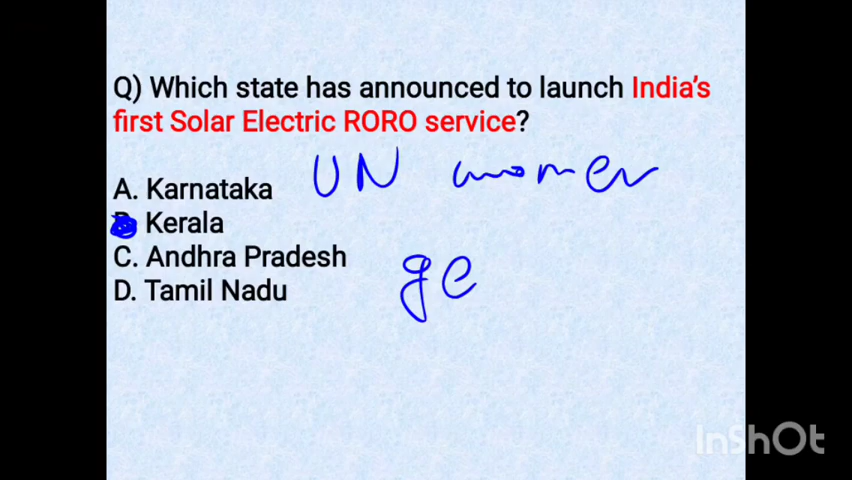 Q) Which state has announced to launch India's
first Solar Electric RORO service?
UN women
A. Karnataka
B. Kerala
C. Andhra Pradesh
ge
D. Tamil Nadu
InShOt